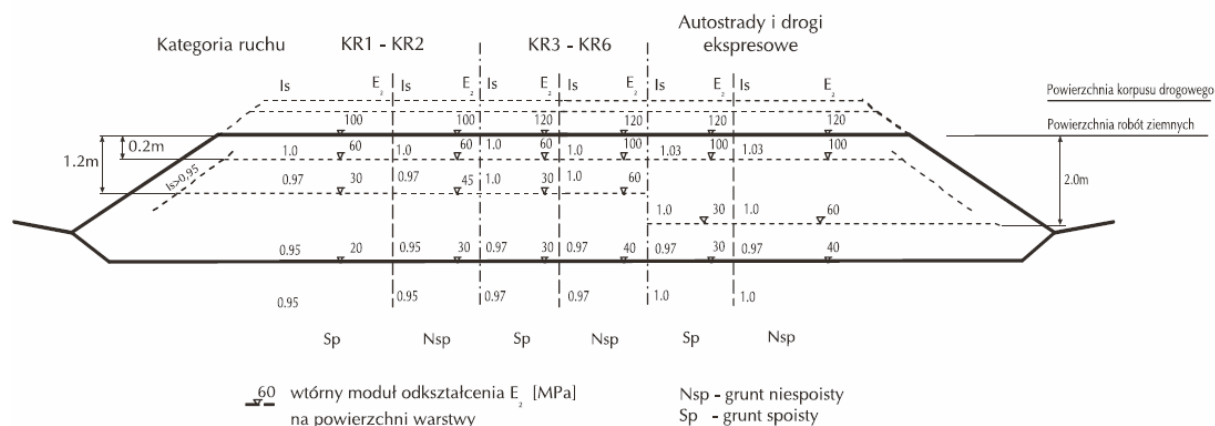 Kategoria ruchu KR1 - KR2 KR3 - KR6 Autostrady i drogi
ekspresowe
Is E₂ Is E₂ Is E₂ Is E₂ Is E₂ Is E₂
Powierzchnia korpusu drogowego
100 100 120 120 120 120
Powierzchnia robót ziemnych
1.2m 0.2m
1.0 60 1.0 60 1.0 60 1.0 100 1.03 100 1.03 100
Is>0.95
0.97 30 0.97 45 1.0 30 1.0 60
2.0m
1.0 30 1.0 60
0.95 20 0.95 30 0.97 30 0.97 40 0.97 30 0.97 40
0.95 0.95 0.97 0.97 1.0 1.0
Sp Nsp Sp Nsp Sp Nsp
60 wtórny moduł odkształcenia E₂ [MPa]
na powierzchni warstwy
Nsp - grunt niespoisty
Sp - grunt spoisty